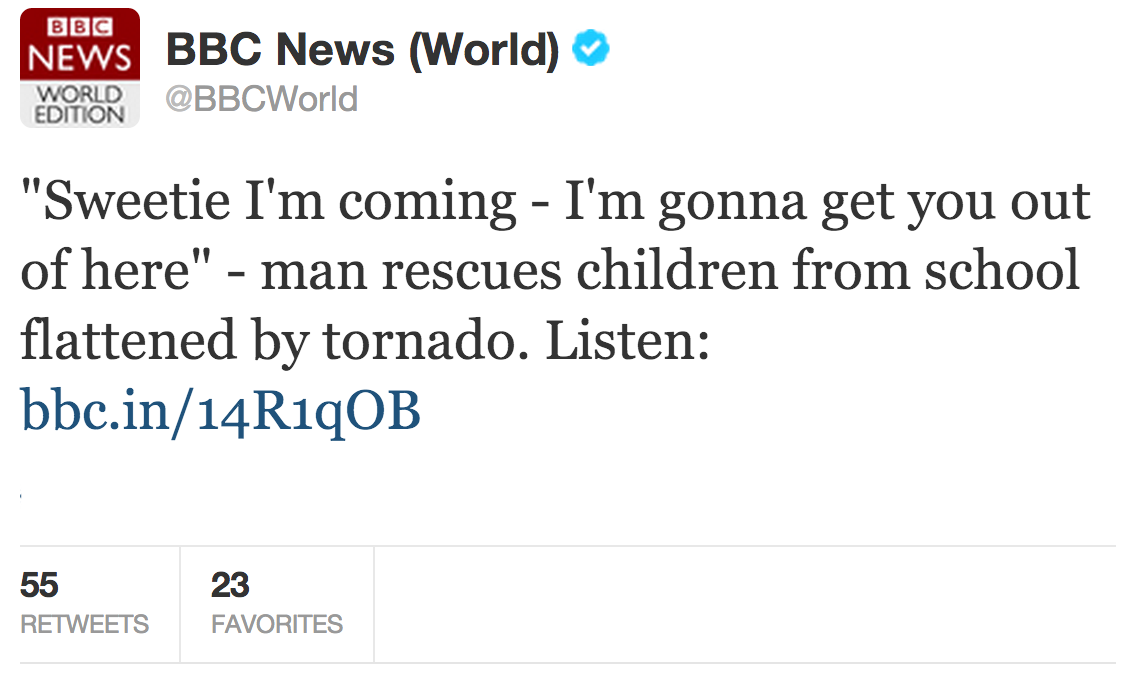 BBC
NEWS
WORLD
EDITION
BBC News (World)
@BBCWorld
"Sweetie I'm coming - I'm gonna get you out
of here" - man rescues children from school
flattened by tornado. Listen:
bbc.in/14R1qOB
55
RETWEETS
23
FAVORITES